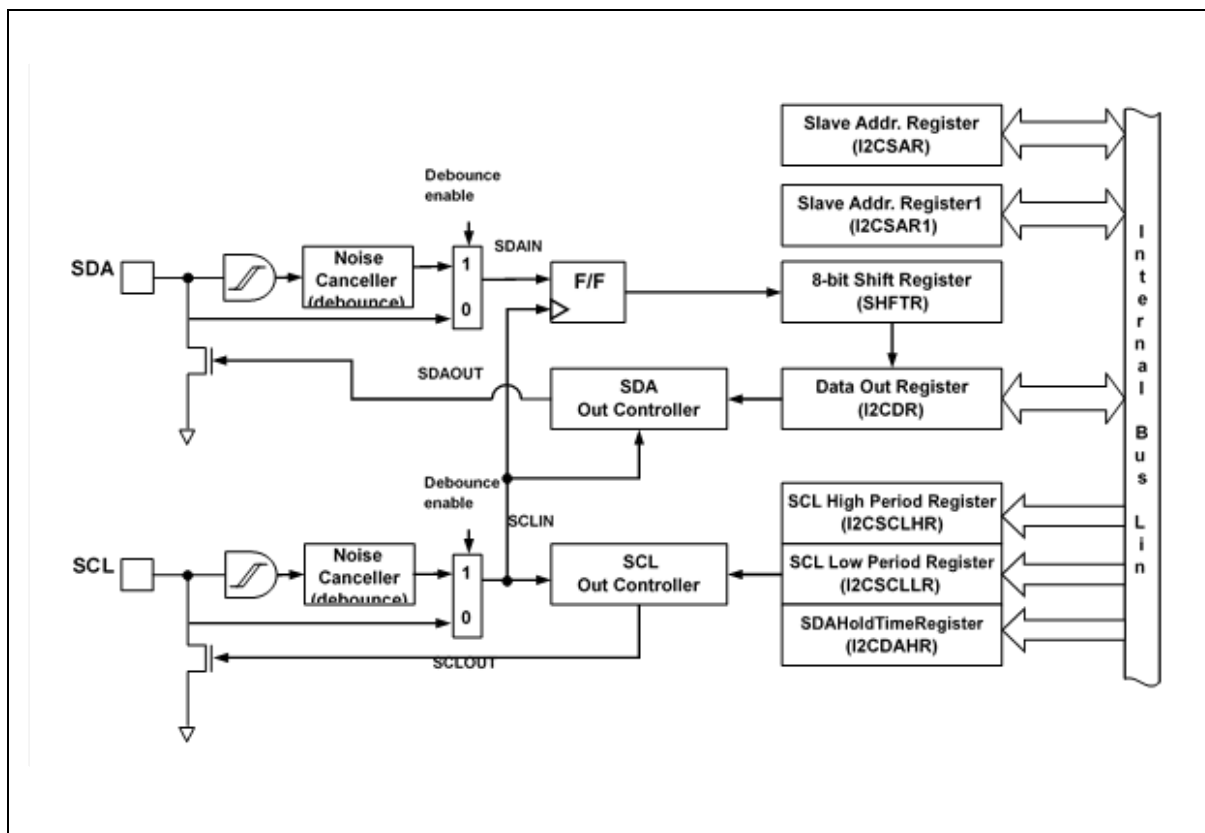 Slave Addr. Register
(I2CSAR)
Slave Addr. Register1
(I2CSAR1)
Debounce
enable
SDAIN
SDA
Noise
Canceller
(debounce)
1
0
F/F
8-bit Shift Register
(SHFTR)
SDAOUT
SDA
Out Controller
Data Out Register
(I2CDR)
Debounce
enable
SCLIN
SCL
Noise
Canceller
(debounce)
1
0
SCL
Out Controller
SCL High Period Register
(I2CSCLHR)
SCL Low Period Register
(I2CSCLLR)
SDAHoldTimeRegister
(I2CDAHR)
SCLOUT
Internal Bus Lin